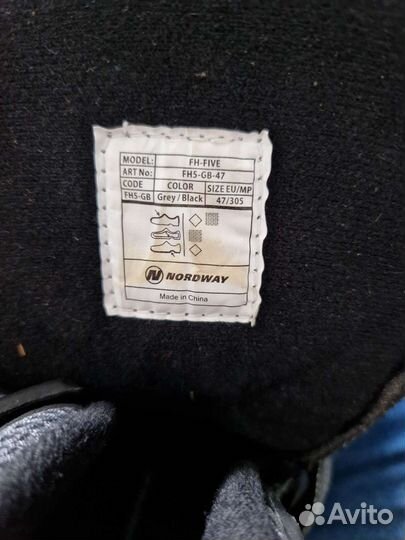 MODEL: FH-FIVE
ART No: FH5-GB-47
CODE COLOR SIZE EU/MP
FH5-GB Grey / Black 47/305
NORDWAY
Made in China
Avito